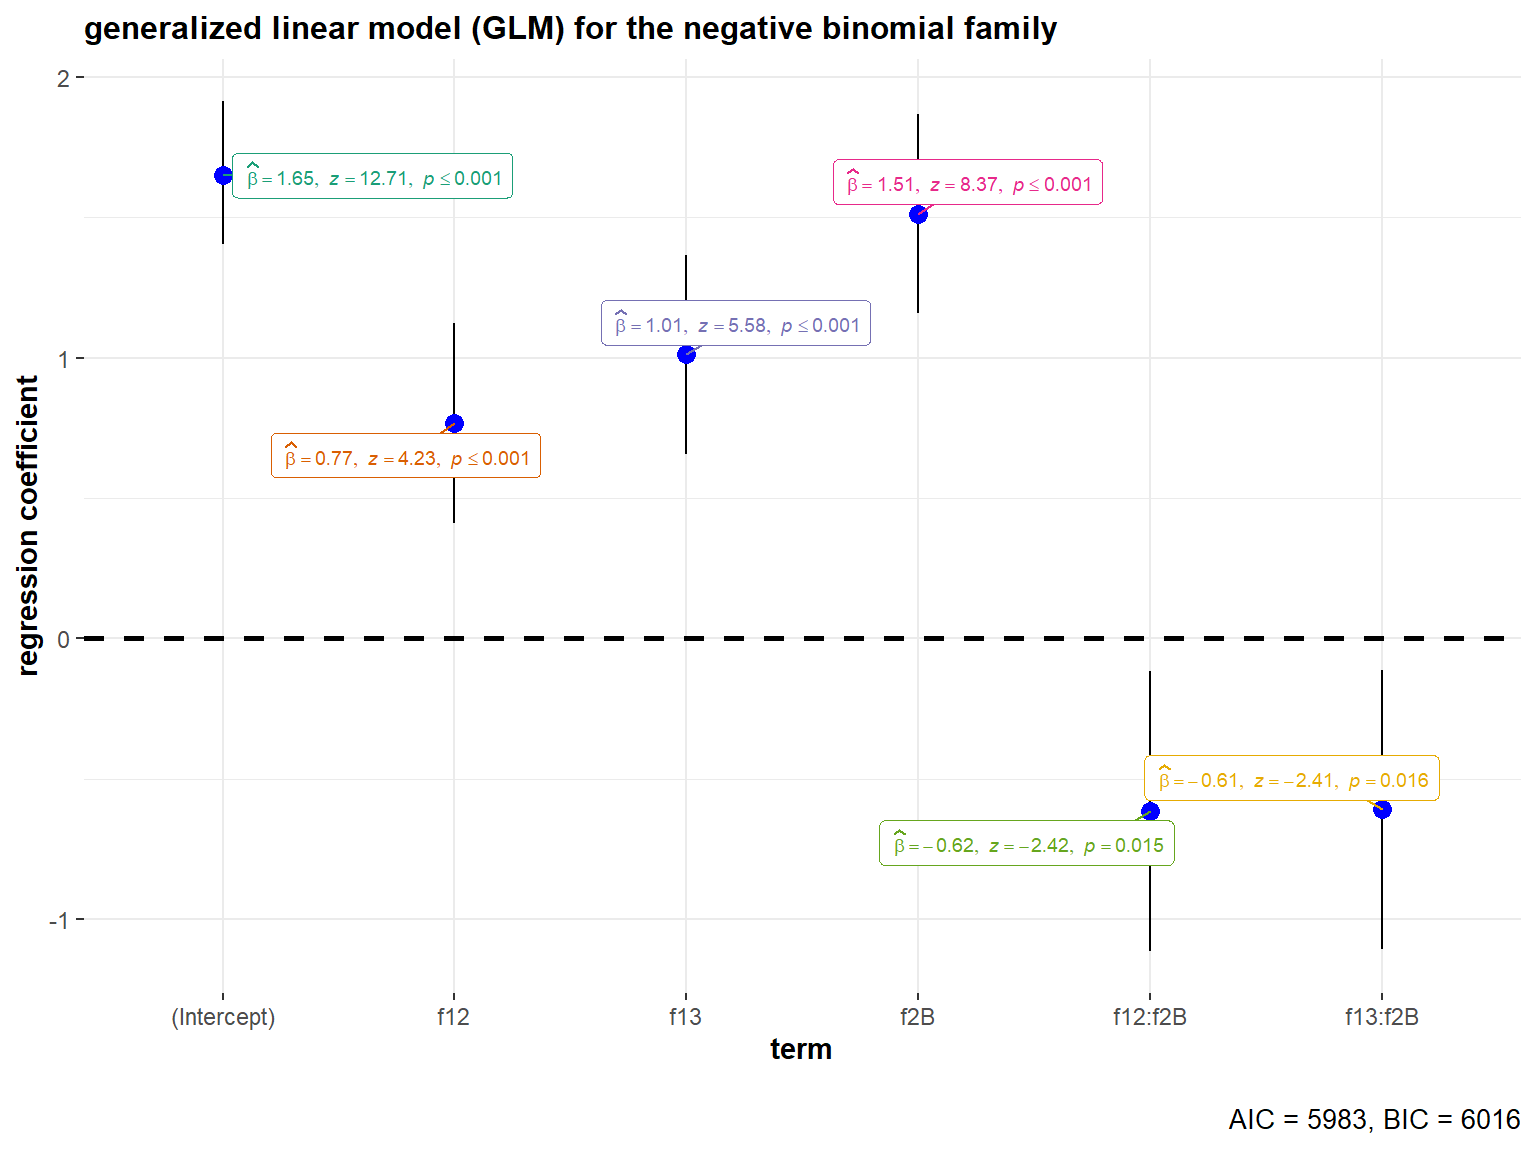 generalized linear model (GLM) for the negative binomial family
2
1
0
-1
regression coefficient
β̂ = 1.65, z = 12.71, p ≤ 0.001
β̂ = 1.51, z = 8.37, p ≤ 0.001
β̂ = 1.01, z = 5.58, p ≤ 0.001
β̂ = 0.77, z = 4.23, p ≤ 0.001
β̂ = −0.61, z = −2.41, p = 0.016
β̂ = −0.62, z = −2.42, p = 0.015
(Intercept) f12 f13 f2B f12:f2B f13:f2B
term
AIC = 5983, BIC = 6016